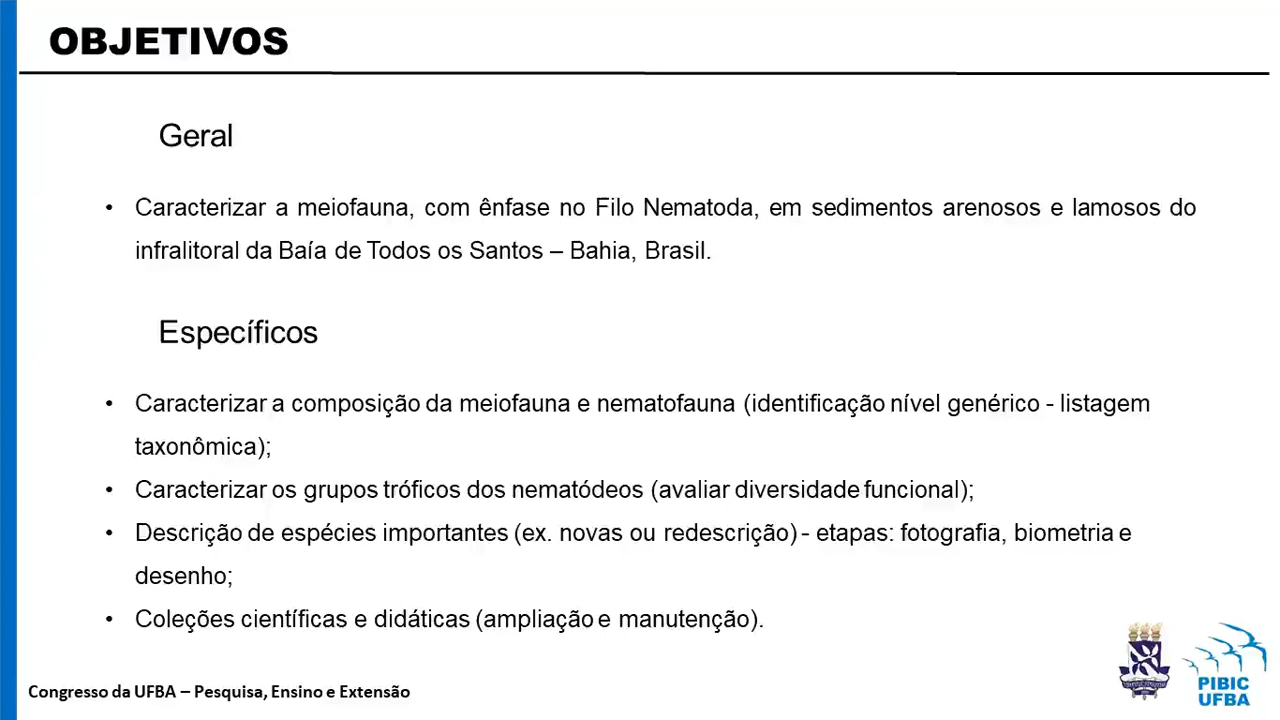 OBJETIVOS
Geral
• Caracterizar a meiofauna, com ênfase no Filo Nematoda, em sedimentos arenosos e lamosos do
infralitoral da Baía de Todos os Santos – Bahia, Brasil.
Específicos
• Caracterizar a composição da meiofauna e nematofauna (identificação nível genérico - listagem
taxonômica);
• Caracterizar os grupos tróficos dos nematódeos (avaliar diversidade funcional);
• Descrição de espécies importantes (ex. novas ou redescrição) - etapas: fotografia, biometria e
desenho;
• Coleções científicas e didáticas (ampliação e manutenção).
PIBIC
UFBA
Congresso da UFBA – Pesquisa, Ensino e Extensão